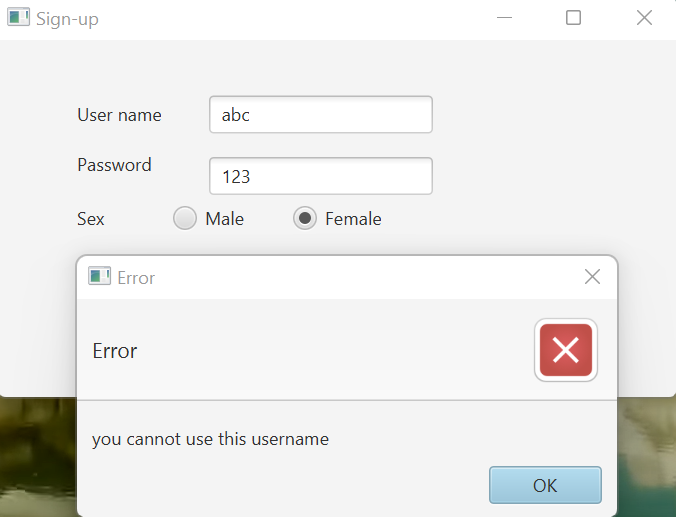 Sign-up
User name abc
Password 123
Sex Male Female
Error
Error
you cannot use this username
OK